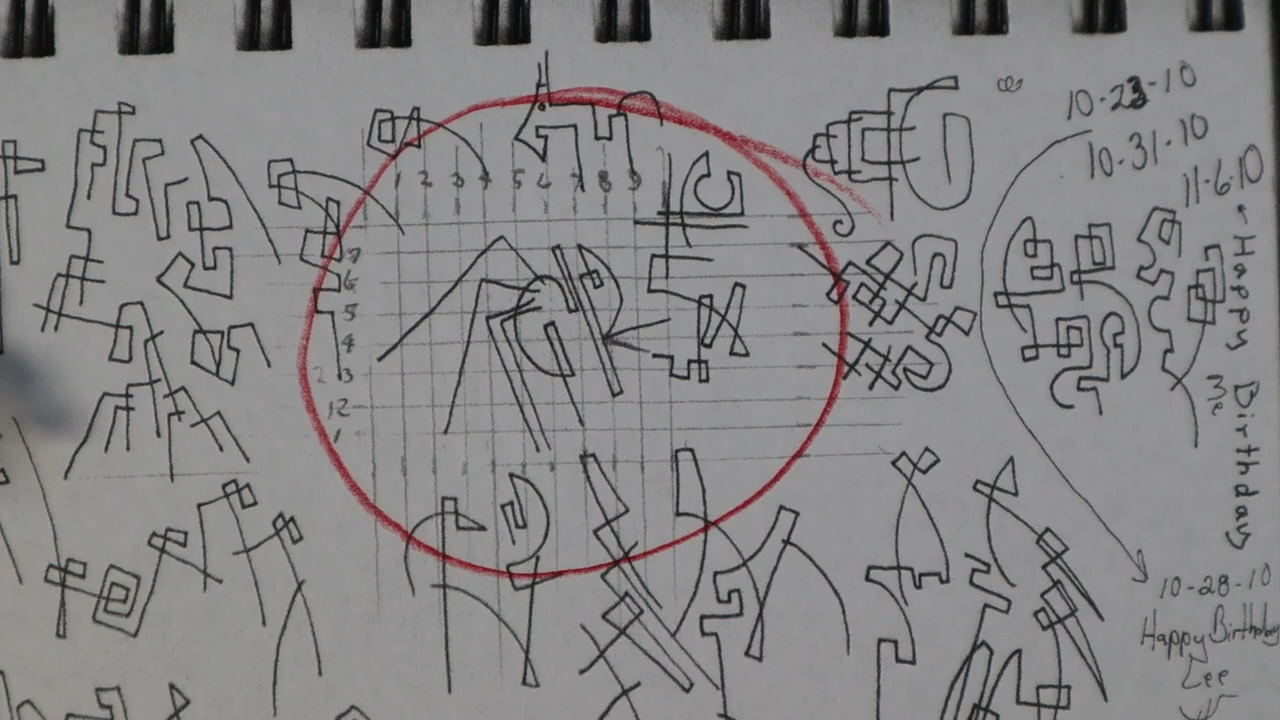 10-23-10
10-31-10
11-6-10 ← Happy Birthday
Me
1 2 3 4 5 6 7 8 9
7
6
5
4
2 3
12
1
10-28-10
Happy Birthday
Lee